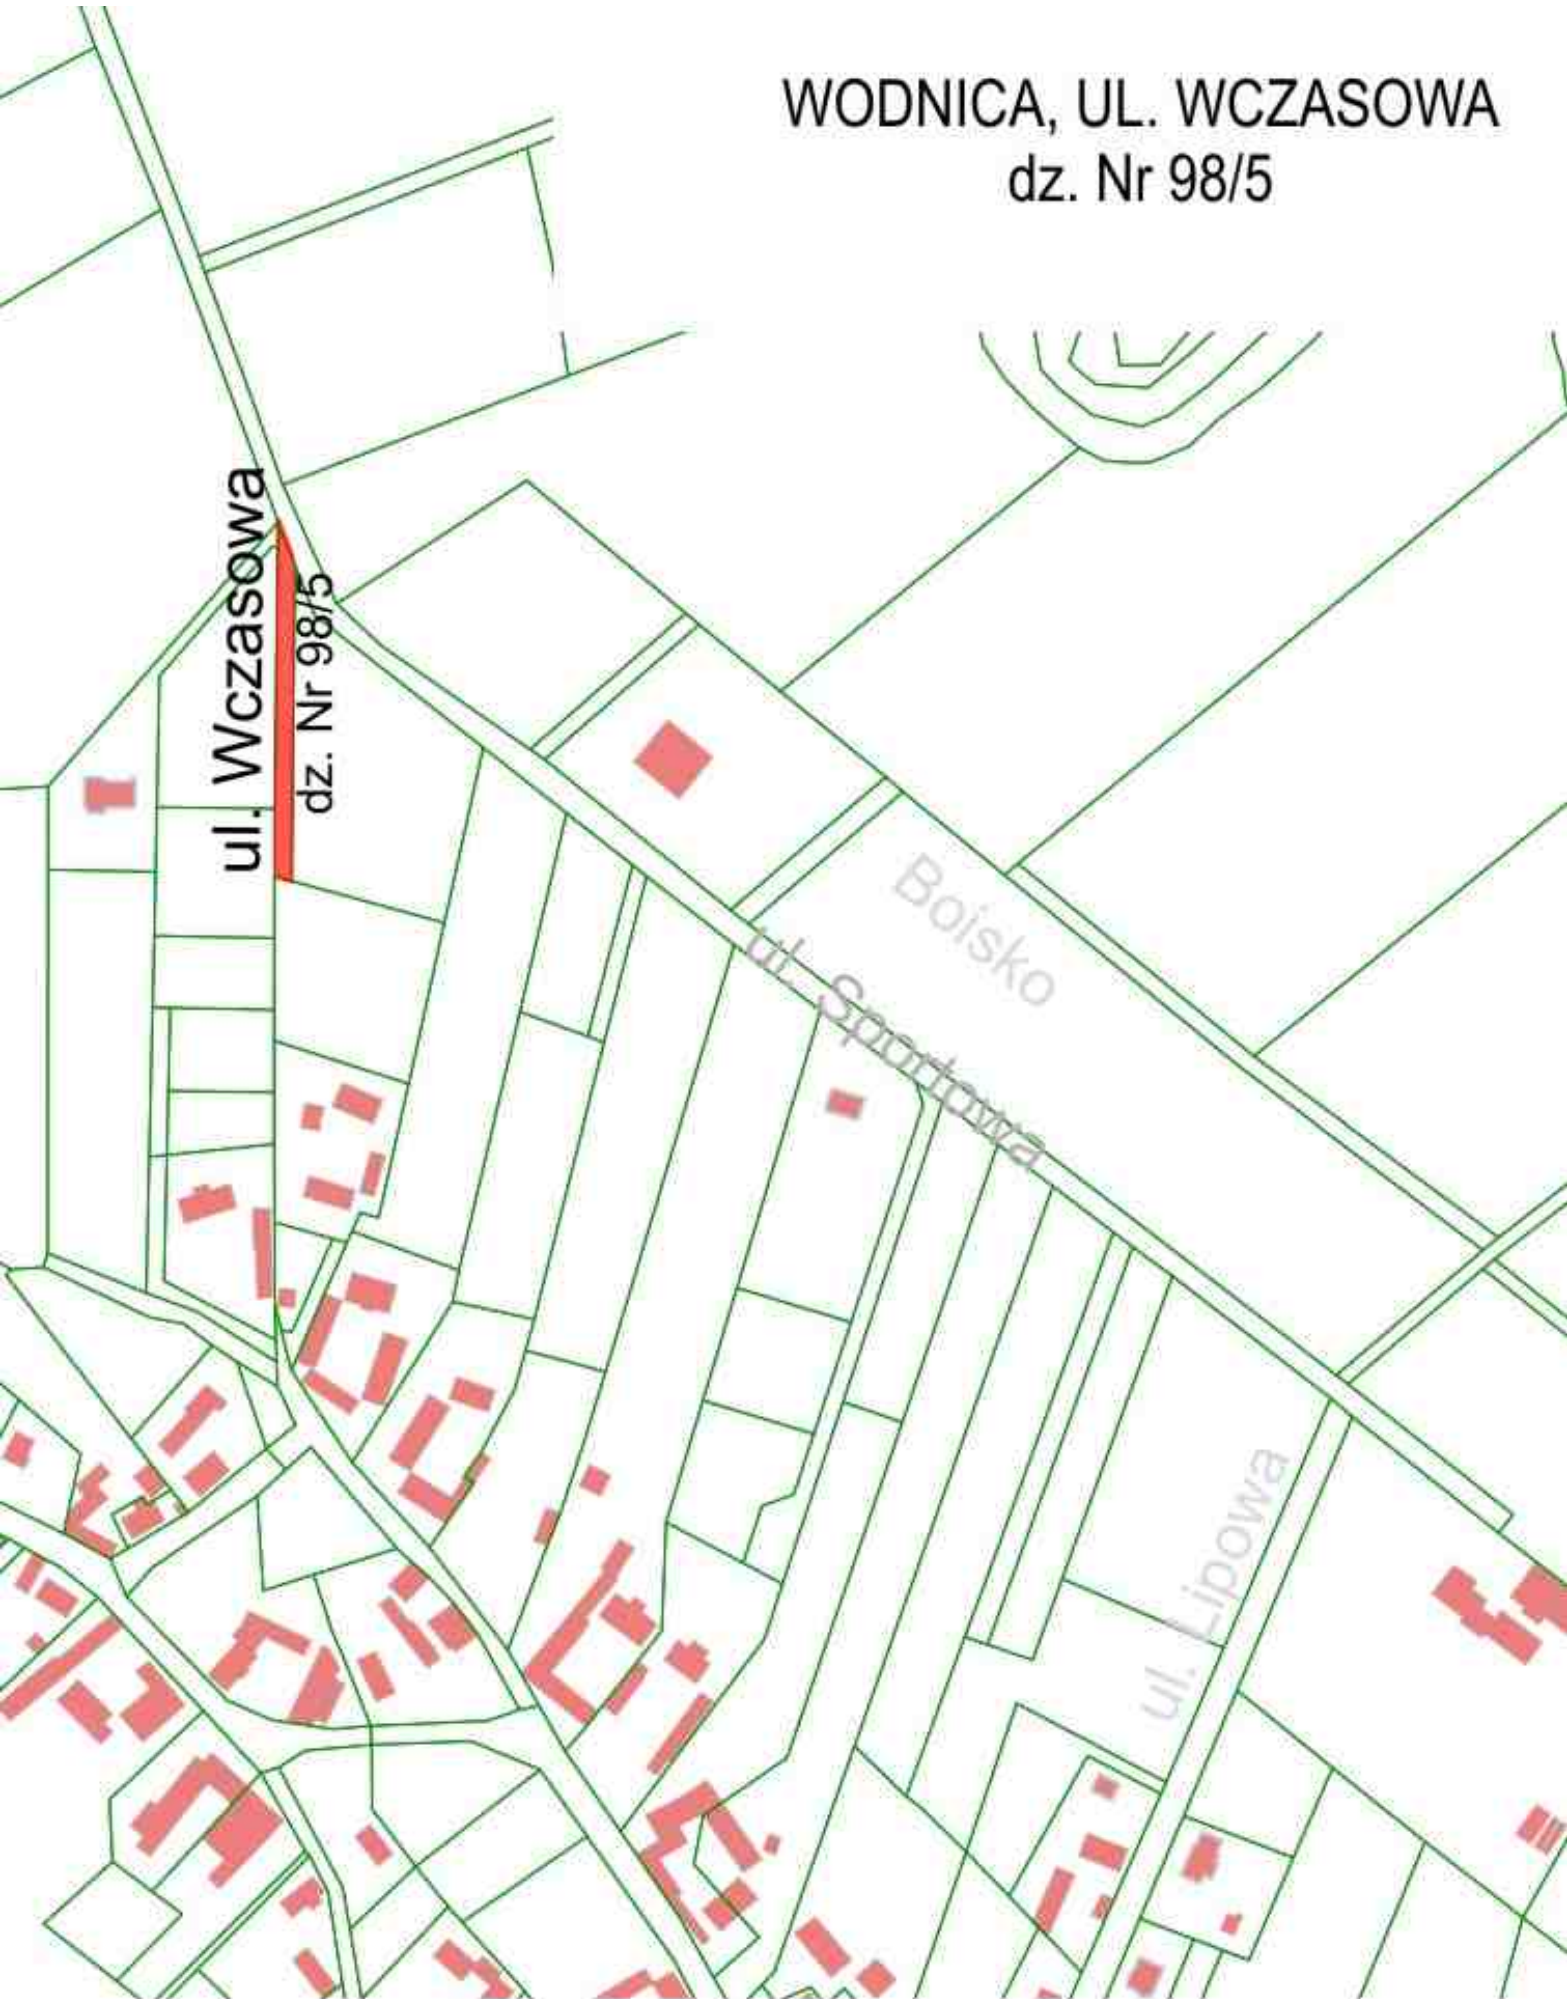 WODNICA, UL. WCZASOWA
dz. Nr 98/5
ul. Wczasowa
dz. Nr 98/5
Boisko
ul. Sportowa
ul. Lipowa